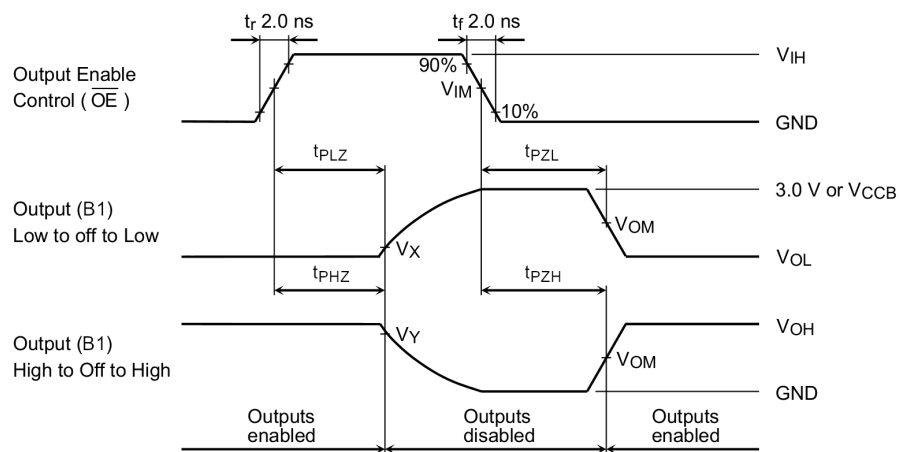 tr 2.0 ns
tf 2.0 ns
Output Enable
Control ( OE )
90%
VIM
10%
VIH
GND
tPLZ
tPZL
Output (B1)
Low to off to Low
VX
3.0 V or VCCB
VOM
VOL
tPHZ
tPZH
Output (B1)
High to Off to High
VY
VOH
VOM
GND
Outputs
enabled
Outputs
disabled
Outputs
enabled